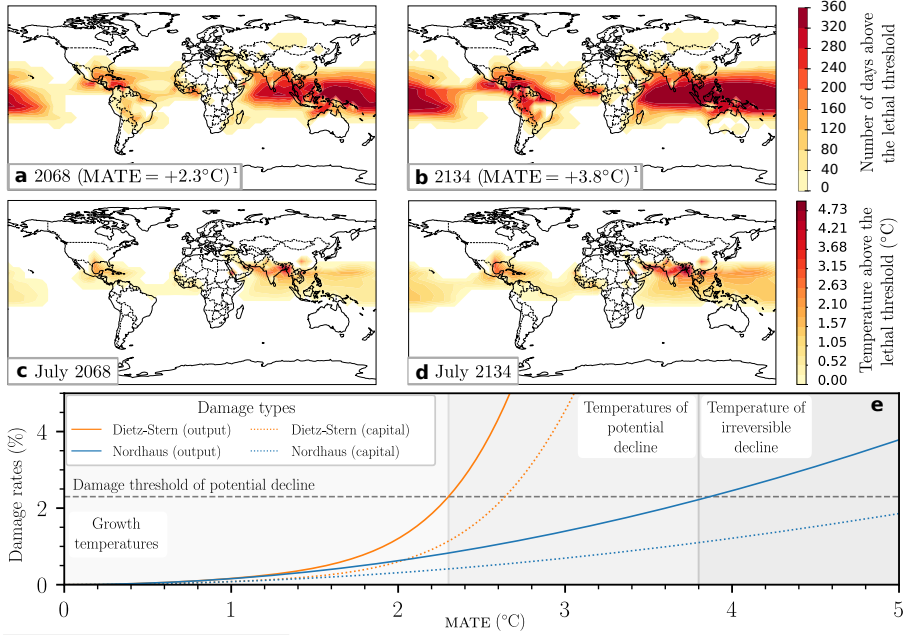 a 2068 (MATE = +2.3°C)¹
b 2134 (MATE = +3.8°C)¹
360
320
280
240
200
160
120
80
40
0
Number of days above
the lethal threshold
c July 2068
d July 2134
4.73
4.21
3.68
3.15
2.63
2.10
1.57
1.05
0.52
0.00
Temperature above the
lethal threshold (°C)
e
Damage types
Dietz-Stern (output)
Nordhaus (output)
Dietz-Stern (capital)
Nordhaus (capital)
Temperatures of
potential
decline
Temperature of
irreversible
decline
Damage threshold of potential decline
Growth
temperatures
Damage rates (%)
4
2
0
0
1
2
3
4
5
MATE (°C)